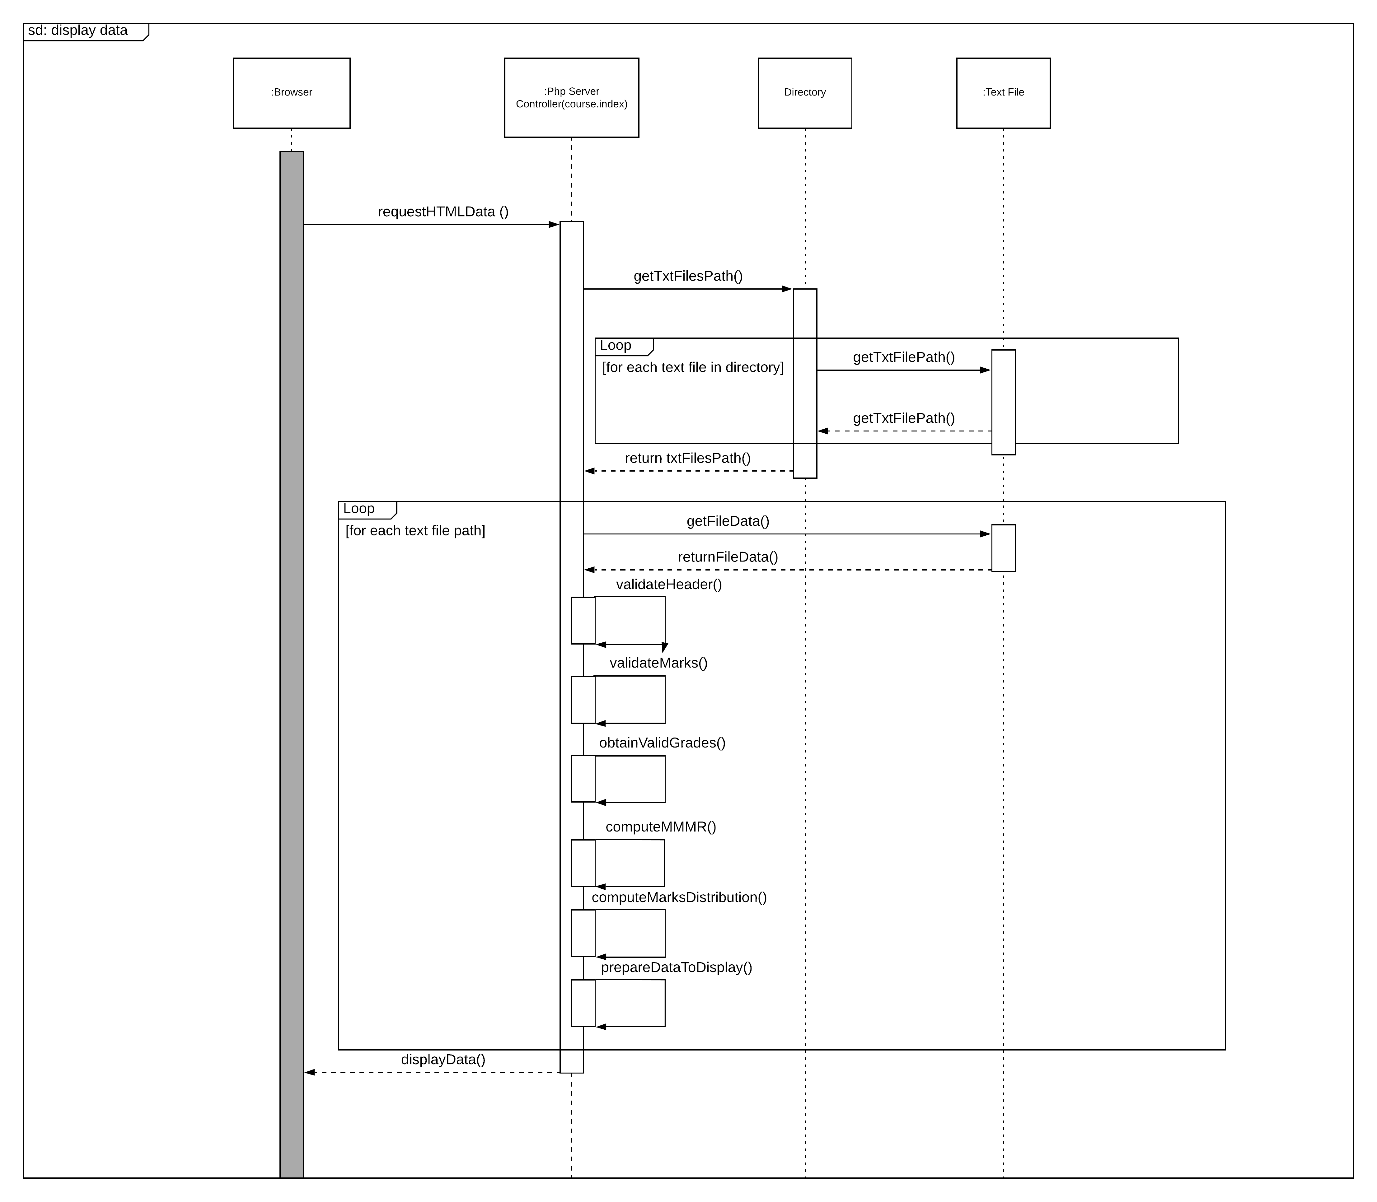 sd: display data
:Browser
:Php Server
Controller(course.index)
Directory
:Text File
requestHTMLData ()
getTxtFilesPath()
Loop
[for each text file in directory]
getTxtFilePath()
getTxtFilePath()
return txtFilesPath()
Loop
[for each text file path]
getFileData()
returnFileData()
validateHeader()
validateMarks()
obtainValidGrades()
computeMMMR()
computeMarksDistribution()
prepareDataToDisplay()
displayData()